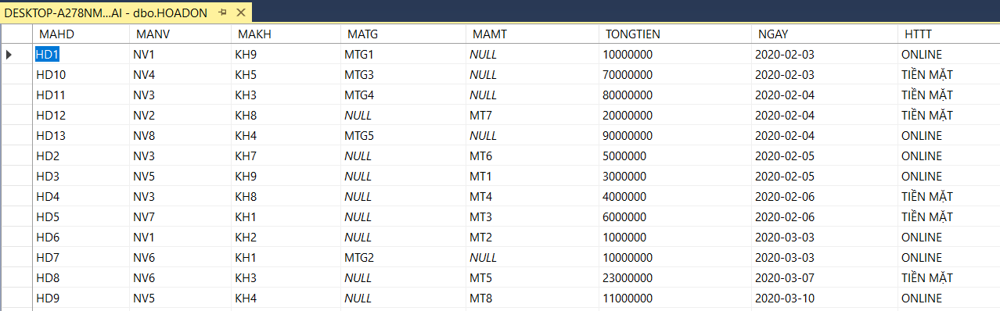 DESKTOP-A278NM...AI - dbo.HOADON
MAHD MANV MAKH MATG MAMT TONGTIEN NGAY HTTT
HD1 NV1 KH9 MTG1 NULL 10000000 2020-02-03 ONLINE
HD10 NV4 KH5 MTG3 NULL 70000000 2020-02-03 TIỀN MẶT
HD11 NV3 KH3 MTG4 NULL 80000000 2020-02-04 TIỀN MẶT
HD12 NV2 KH8 NULL MT7 20000000 2020-02-04 TIỀN MẶT
HD13 NV8 KH4 MTG5 NULL 90000000 2020-02-04 ONLINE
HD2 NV3 KH7 NULL MT6 5000000 2020-02-05 ONLINE
HD3 NV5 KH9 NULL MT1 3000000 2020-02-05 ONLINE
HD4 NV3 KH8 NULL MT4 4000000 2020-02-06 TIỀN MẶT
HD5 NV7 KH1 NULL MT3 6000000 2020-02-06 TIỀN MẶT
HD6 NV1 KH2 NULL MT2 1000000 2020-03-03 ONLINE
HD7 NV6 KH1 MTG2 NULL 10000000 2020-03-03 ONLINE
HD8 NV6 KH3 NULL MT5 23000000 2020-03-07 TIỀN MẶT
HD9 NV5 KH4 NULL MT8 11000000 2020-03-10 ONLINE